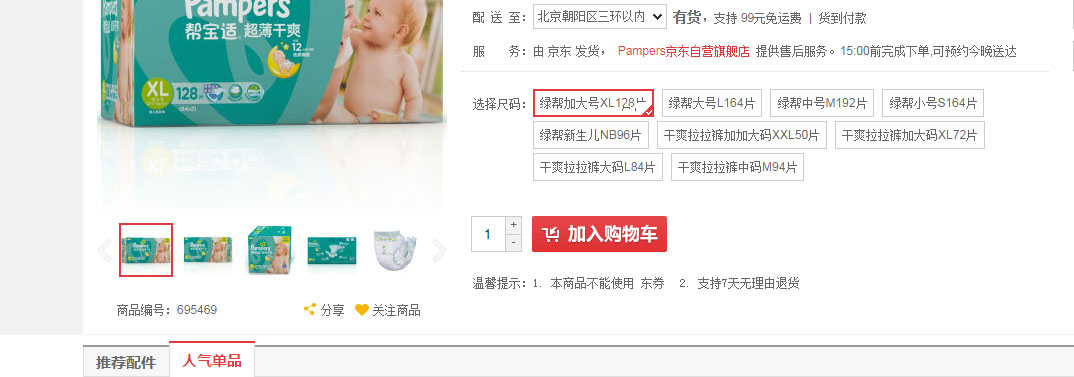 Pampers
帮宝适 超薄干爽
12
XL
128片
配 送 至： 北京朝阳区三环以内 有货，支持 99元免运费 | 货到付款
服 务：由 京东 发货， Pampers京东自营旗舰店 提供售后服务。15:00前完成下单,可预约今晚送达
选择尺码：
绿帮加大号XL128片 绿帮大号L164片 绿帮中号M192片 绿帮小号S164片
绿帮新生儿NB96片 干爽拉拉裤加加大码XXL50片 干爽拉拉裤加大码XL72片
干爽拉拉裤大码L84片 干爽拉拉裤中码M94片
1 + - 加入购物车
温馨提示：1. 本商品不能使用 东券 2. 支持7天无理由退货
商品编号：695469 分享 关注商品
推荐配件 人气单品